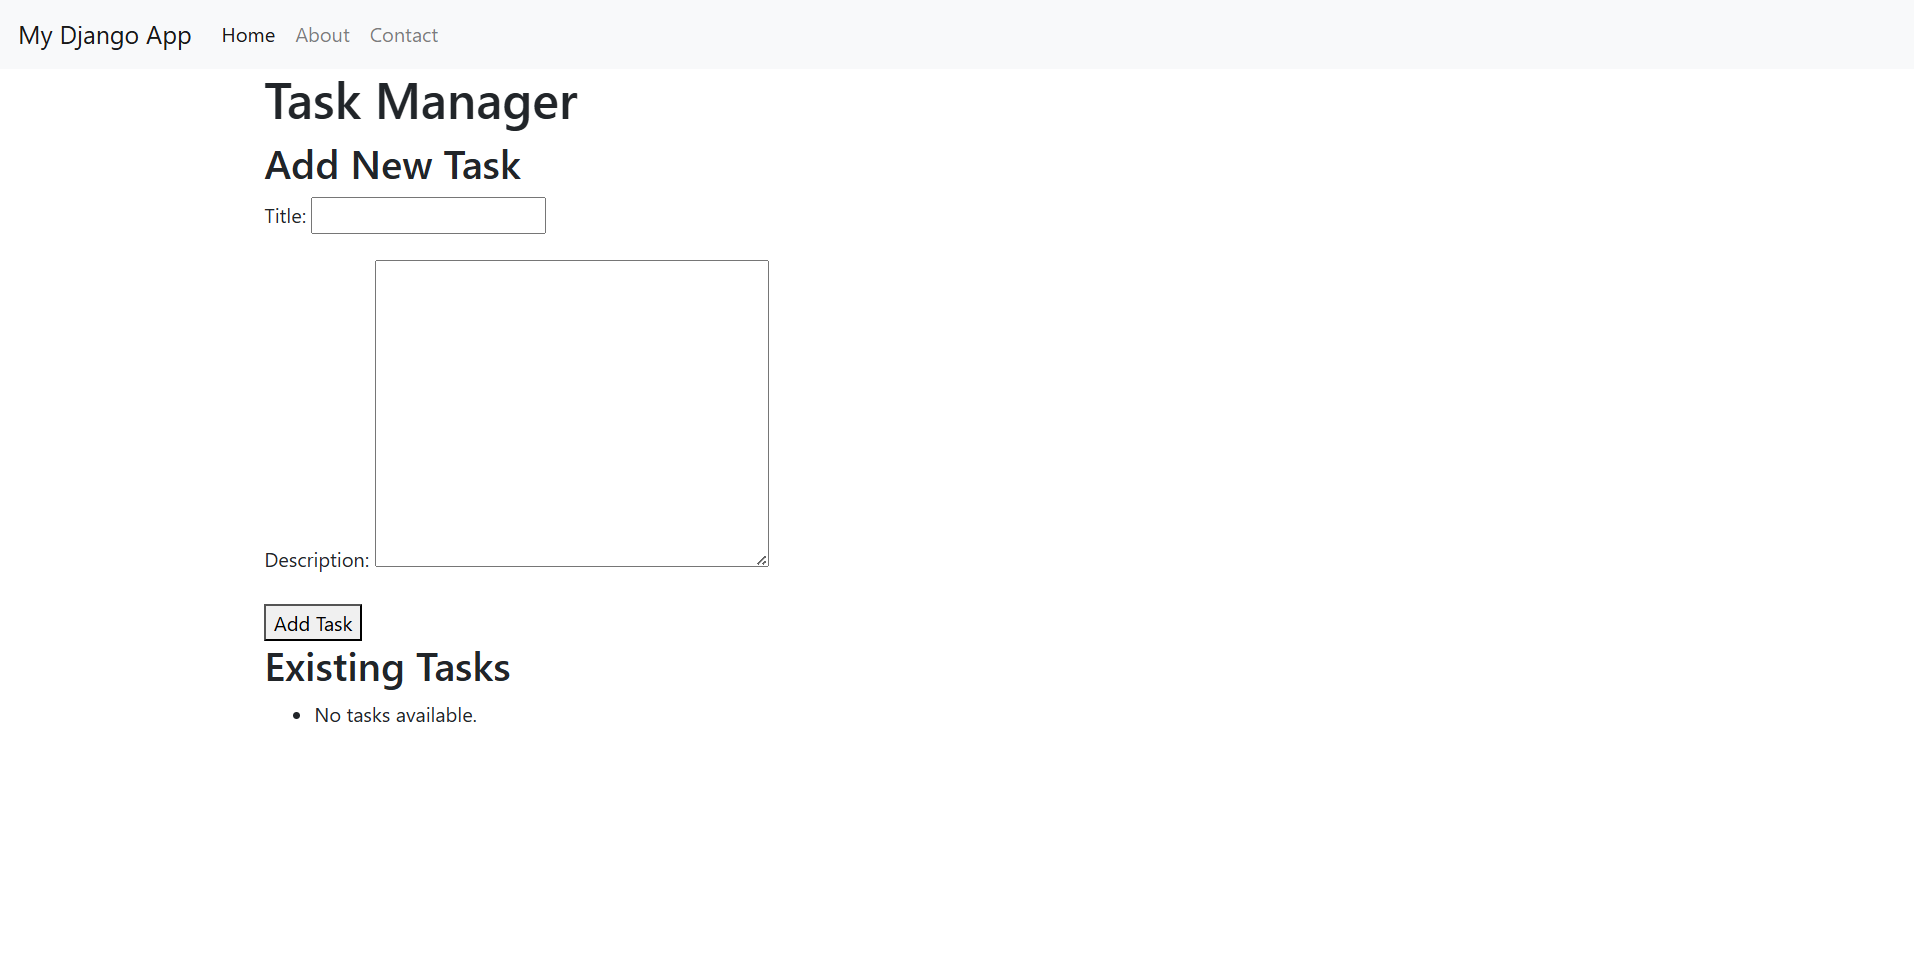 My Django App Home About Contact
Task Manager
Add New Task
Title:
Description:
Add Task
Existing Tasks
No tasks available.